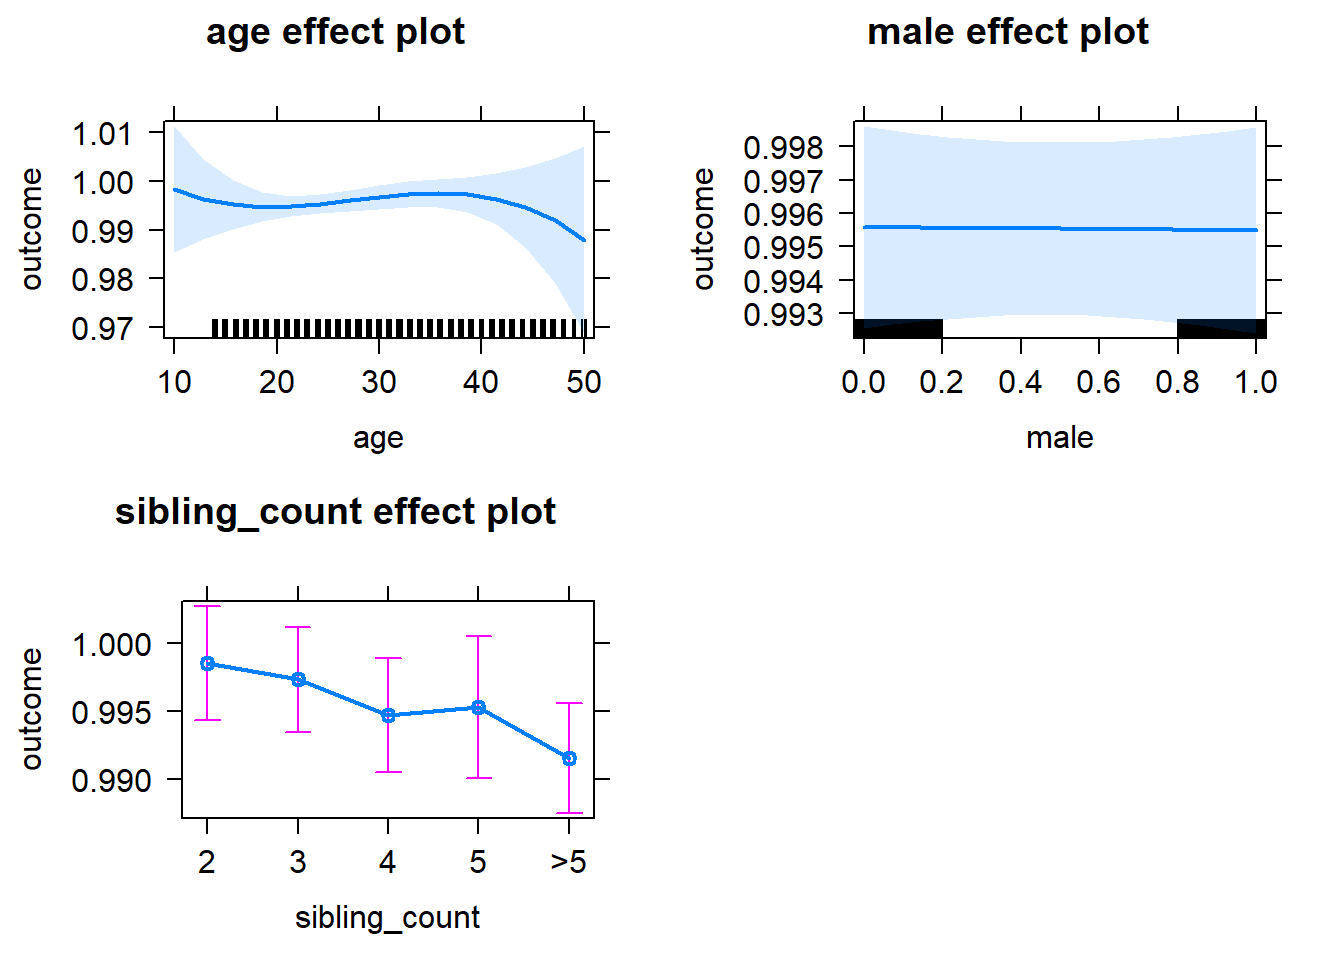 age effect plot
outcome
1.01
1.00
0.99
0.98
0.97
10 20 30 40 50
age
male effect plot
outcome
0.998
0.997
0.996
0.995
0.994
0.993
0.0 0.2 0.4 0.6 0.8 1.0
male
sibling_count effect plot
outcome
1.000
0.995
0.990
2 3 4 5 >5
sibling_count